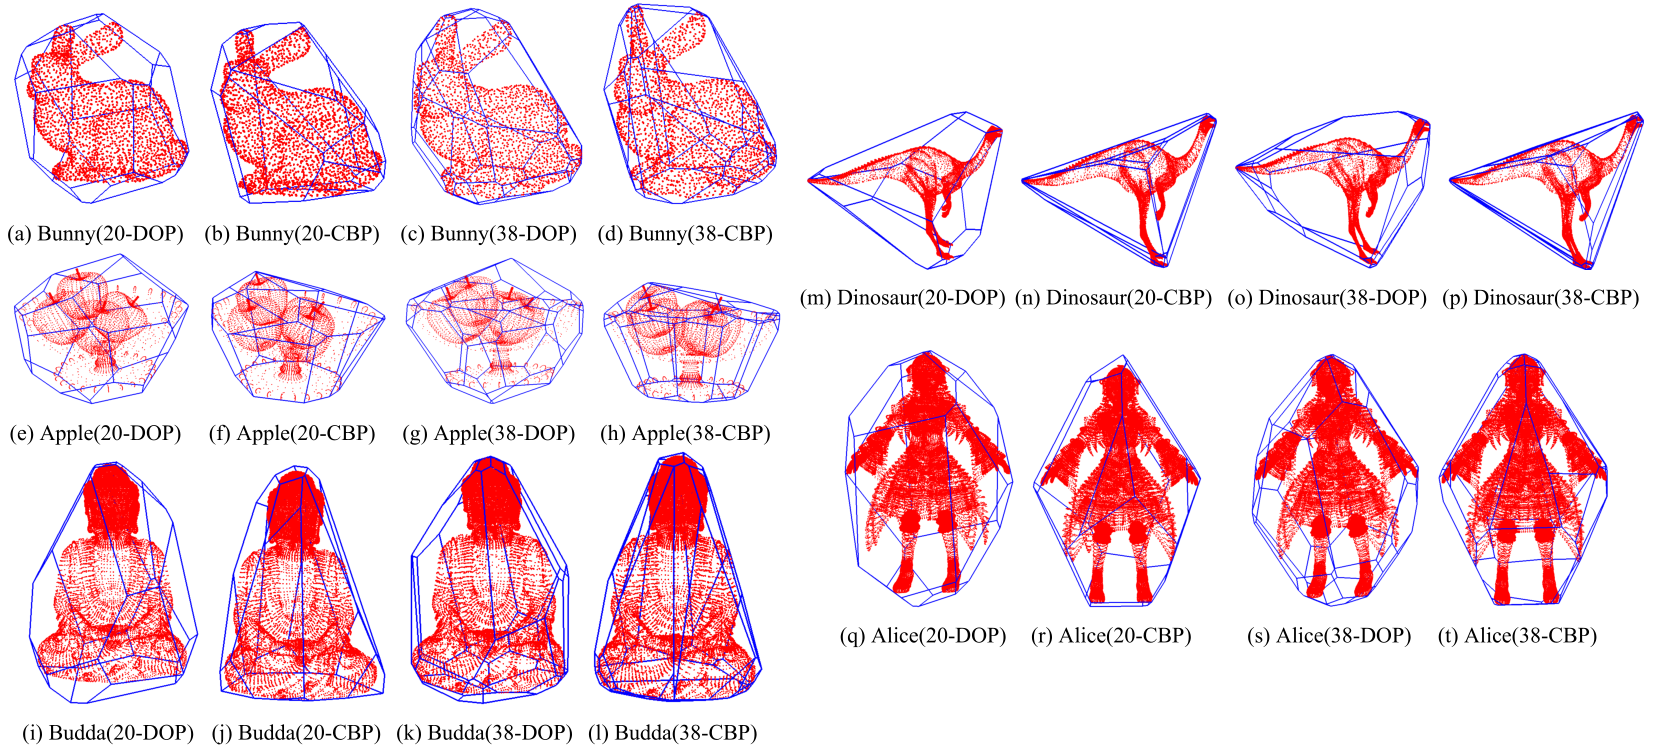 (a) Bunny(20-DOP) (b) Bunny(20-CBP) (c) Bunny(38-DOP) (d) Bunny(38-CBP)
(e) Apple(20-DOP) (f) Apple(20-CBP) (g) Apple(38-DOP) (h) Apple(38-CBP)
(i) Budda(20-DOP) (j) Budda(20-CBP) (k) Budda(38-DOP) (l) Budda(38-CBP)
(m) Dinosaur(20-DOP) (n) Dinosaur(20-CBP) (o) Dinosaur(38-DOP) (p) Dinosaur(38-CBP)
(q) Alice(20-DOP) (r) Alice(20-CBP) (s) Alice(38-DOP) (t) Alice(38-CBP)